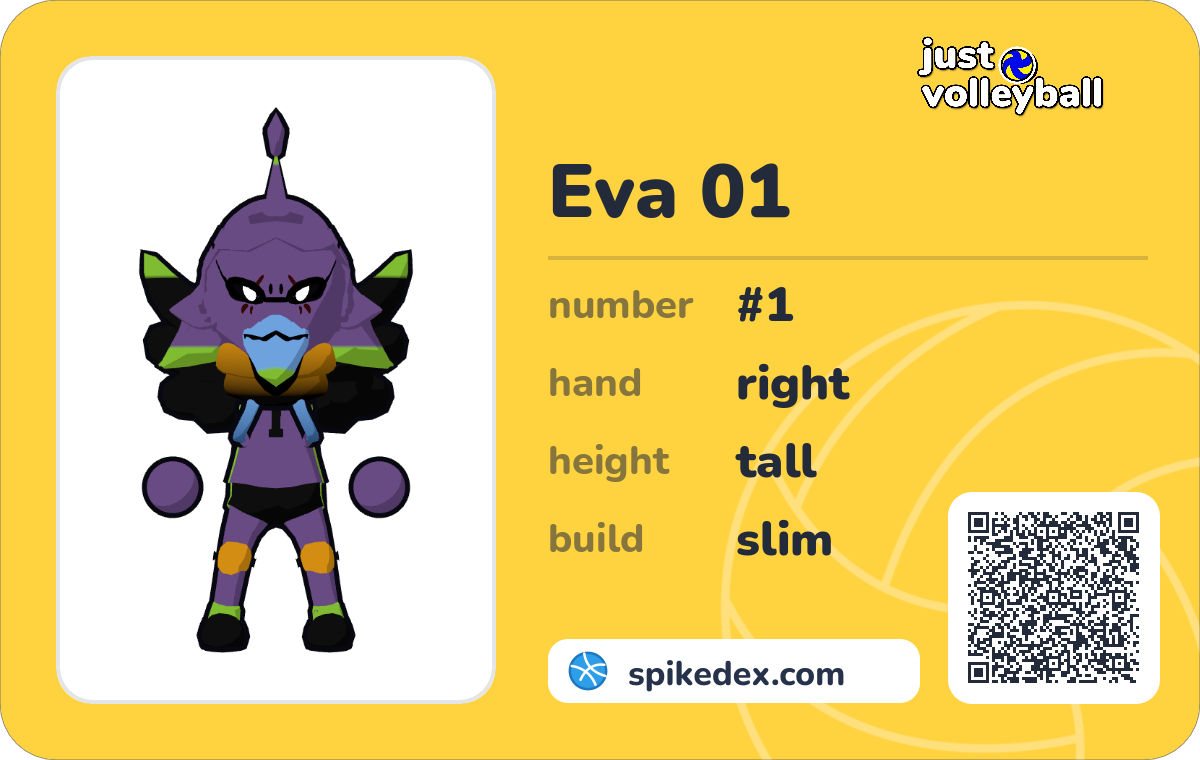 just
volleyball
Eva 01
number #1
hand right
height tall
build slim
spikedex.com